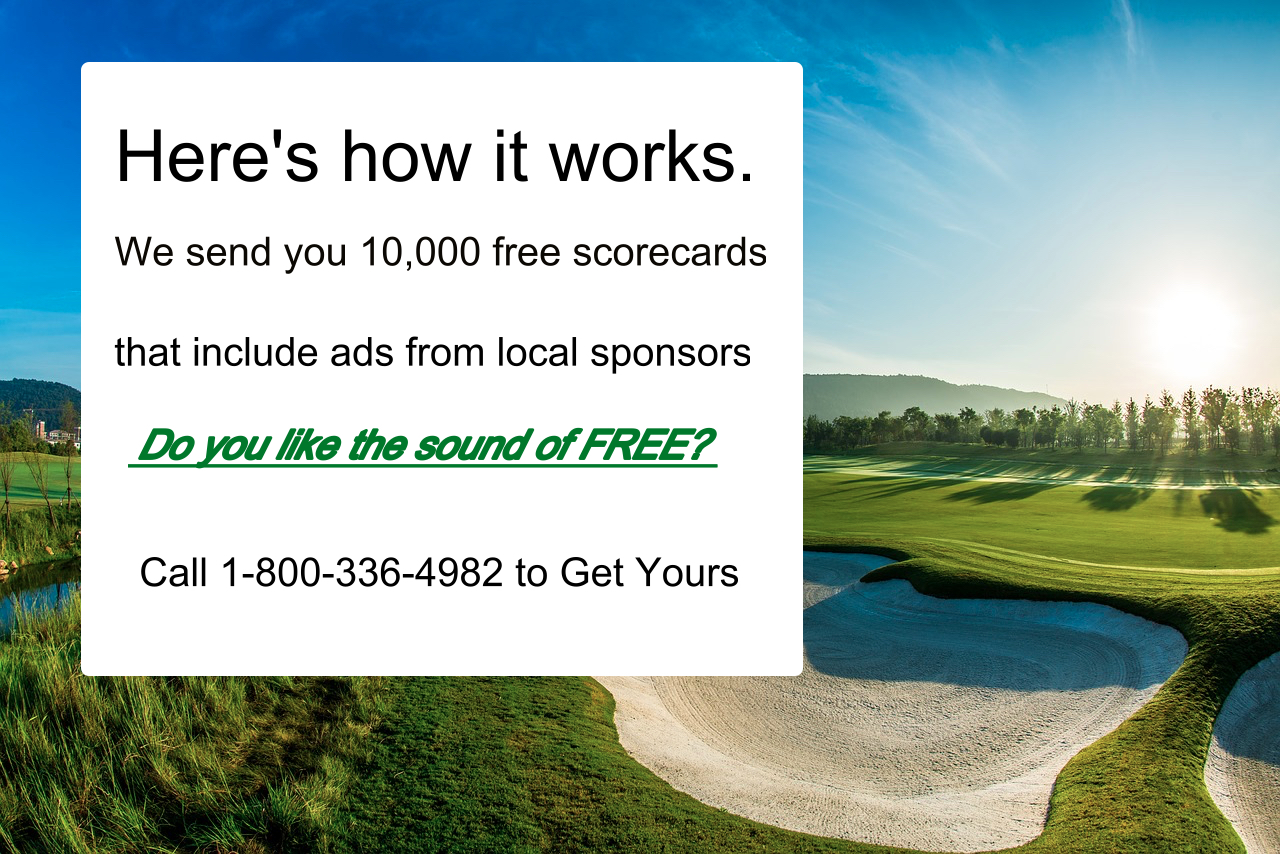 Here's how it works.
We send you 10,000 free scorecards
that include ads from local sponsors
Do you like the sound of FREE?
Call 1-800-336-4982 to Get Yours